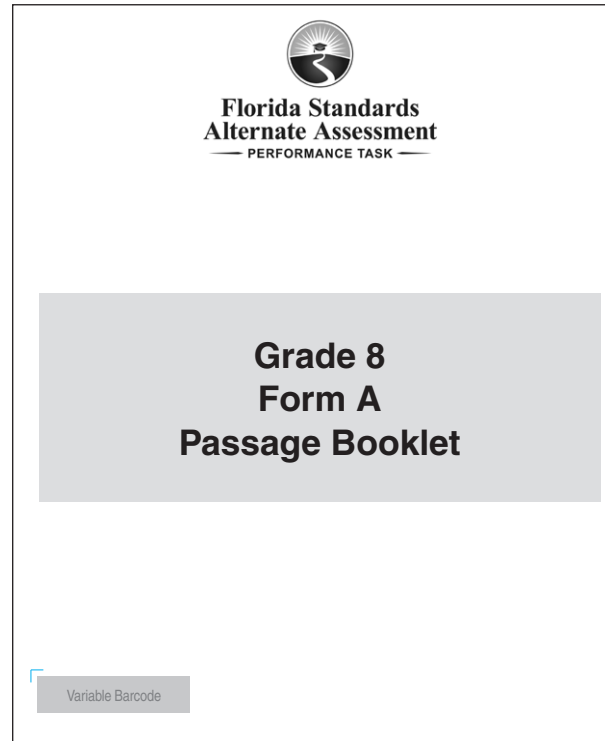 Florida Standards
Alternate Assessment
PERFORMANCE TASK
Grade 8
Form A
Passage Booklet
Variable Barcode